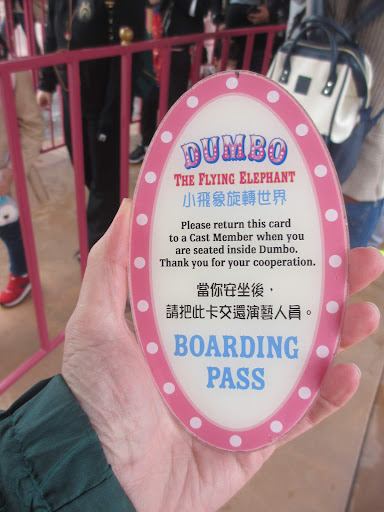 DUMBO
THE FLYING ELEPHANT
小飛象旋轉世界
Please return this card
to a Cast Member when you
are seated inside Dumbo.
Thank you for your cooperation.
當你安坐後，
請把此卡交還演藝人員。
BOARDING
PASS